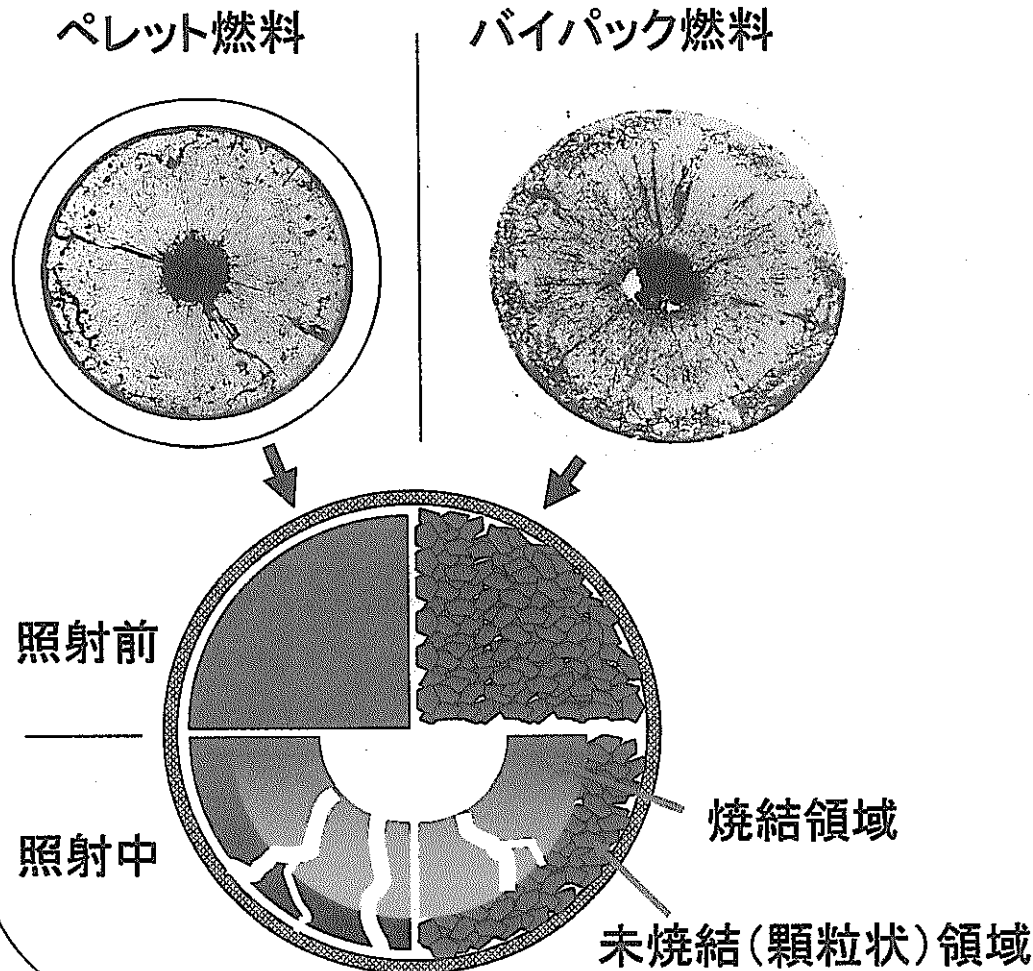 ペレット燃料
バイパック燃料
照射前
照射中
焼結領域
未焼結(顆粒状)領域